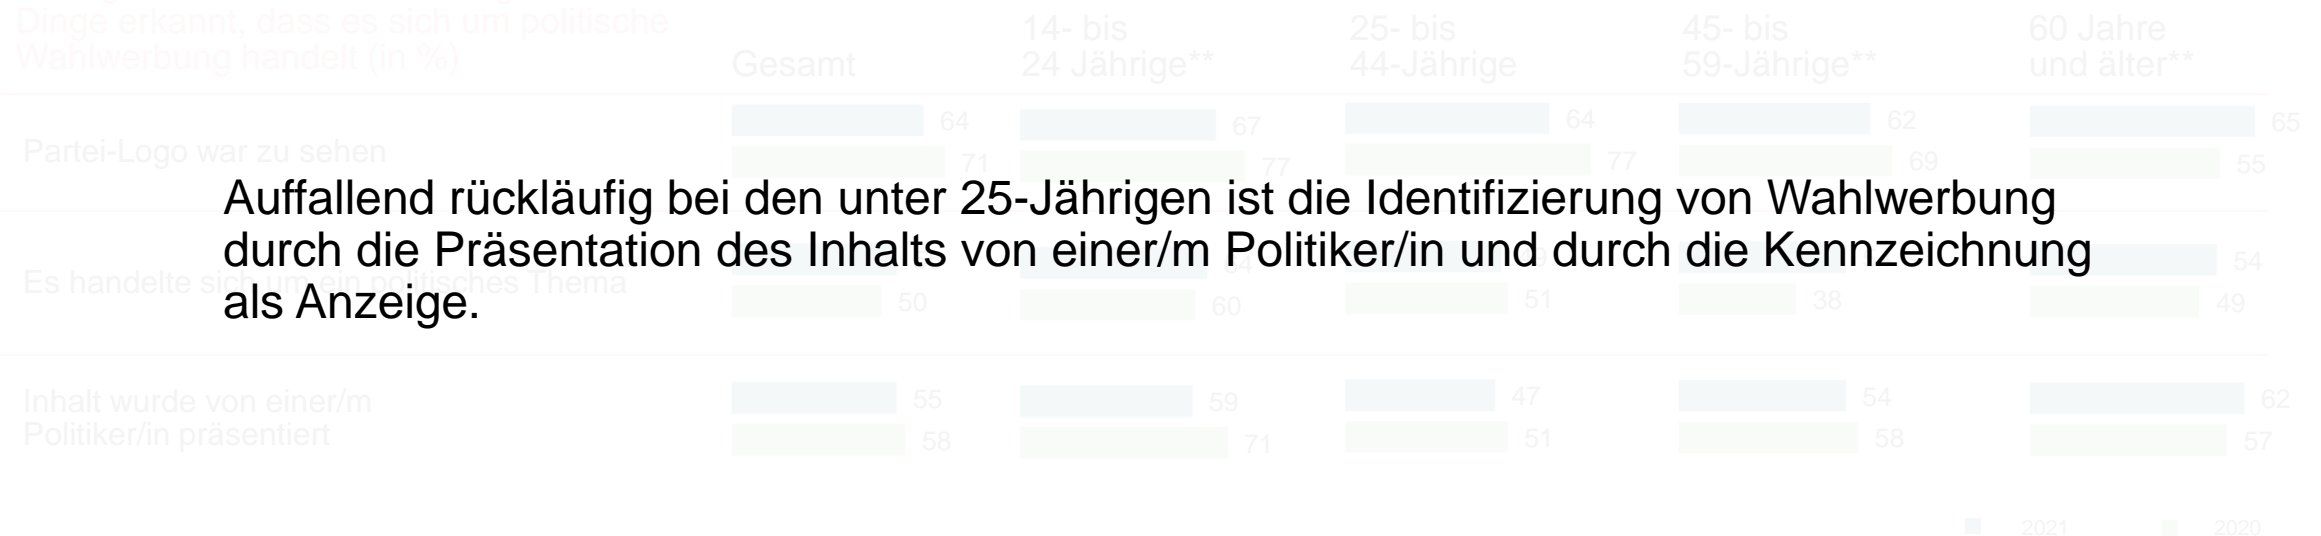 Dinge erkannt, dass es sich um politische
Wahlwerbung handelt (in %)
Gesamt
14- bis
24 Jährige**
25- bis
44-Jährige
45- bis
59-Jährige**
60 Jahre
und älter**
Partei-Logo war zu sehen
64
67
64
62
65
71
77
77
69
55
Auffallend rückläufig bei den unter 25-Jährigen ist die Identifizierung von Wahlwerbung
durch die Präsentation des Inhalts von einer/m Politiker/in und durch die Kennzeichnung
als Anzeige.
Es handelte sich um ein politisches Thema
64
54
50
60
51
38
49
Inhalt wurde von einer/m
Politiker/in präsentiert
55
59
47
54
62
58
71
51
58
57
2021
2020